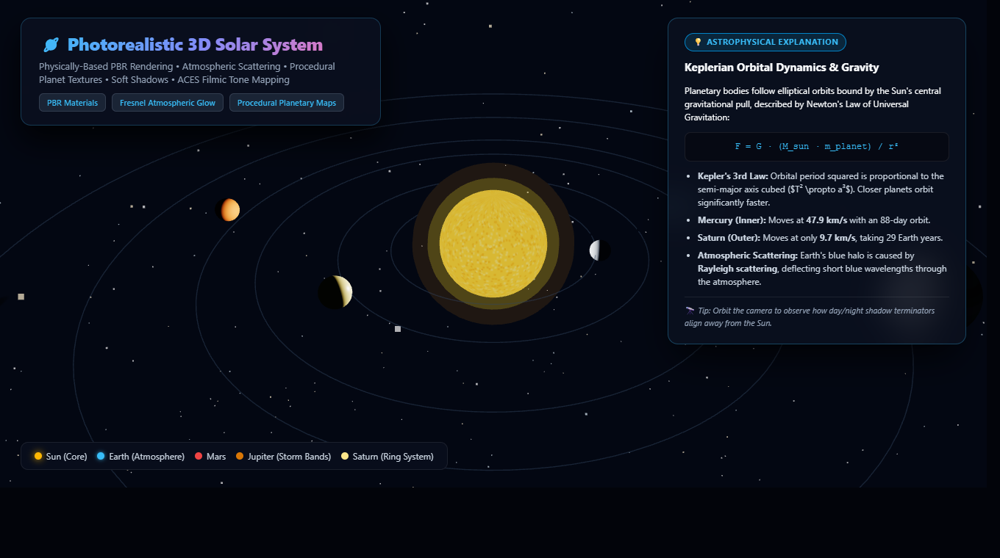 Photorealistic 3D Solar System
Physically-Based PBR Rendering • Atmospheric Scattering • Procedural
Planet Textures • Soft Shadows • ACES Filmic Tone Mapping
PBR Materials
Fresnel Atmospheric Glow
Procedural Planetary Maps
ASTROPHYSICAL EXPLANATION
Keplerian Orbital Dynamics & Gravity
Planetary bodies follow elliptical orbits bound by the Sun's central
gravitational pull, described by Newton's Law of Universal
Gravitation:
F = G · (M_sun · m_planet) / r²
• Kepler's 3rd Law: Orbital period squared is proportional to the
semi-major axis cubed ($T² \propto a³$). Closer planets orbit
significantly faster.
• Mercury (Inner): Moves at 47.9 km/s with an 88-day orbit.
• Saturn (Outer): Moves at only 9.7 km/s, taking 29 Earth years.
• Atmospheric Scattering: Earth's blue halo is caused by
Rayleigh scattering, deflecting short blue wavelengths through
the atmosphere.
Tip: Orbit the camera to observe how day/night shadow terminators
align away from the Sun.
Sun (Core)
Earth (Atmosphere)
Mars
Jupiter (Storm Bands)
Saturn (Ring System)